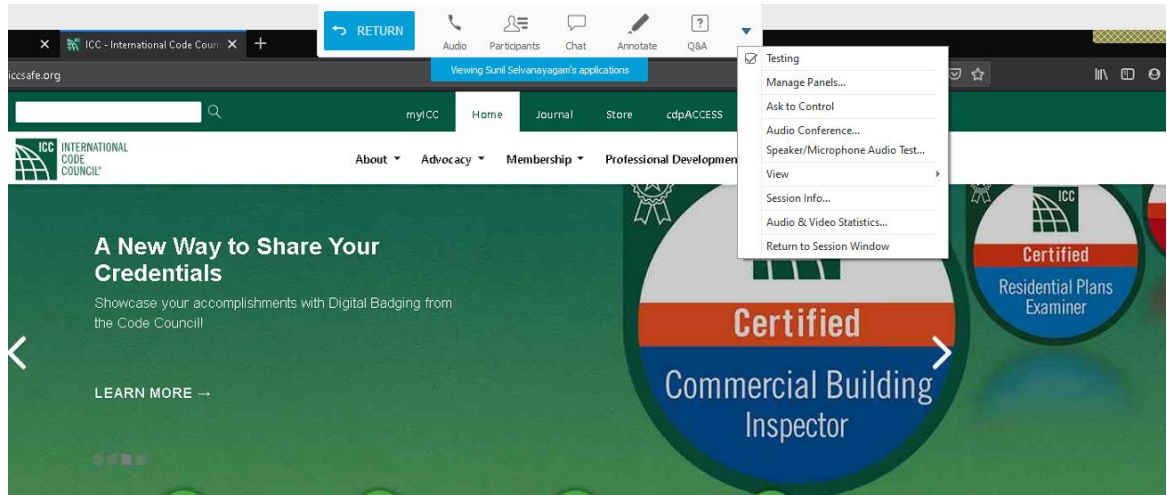 RETURN
Audio
Participants
Chat
Annotate
Q&A
ICC - International Code Coun
Viewing Sunil Selvanayagam's applications
iccsafe.org
Testing
Manage Panels...
Ask to Control
Audio Conference...
Speaker/Microphone Audio Test...
View
Session Info...
Audio & Video Statistics...
Return to Session Window
myICC Home Journal Store cdpACCESS
ICC INTERNATIONAL
CODE
COUNCIL®
About Advocacy Membership Professional Developmen
A New Way to Share Your
Credentials
Showcase your accomplishments with Digital Badging from
the Code Council!
LEARN MORE →
Certified
Commercial Building
Inspector
ICC
Certified
Residential Plans
Examiner